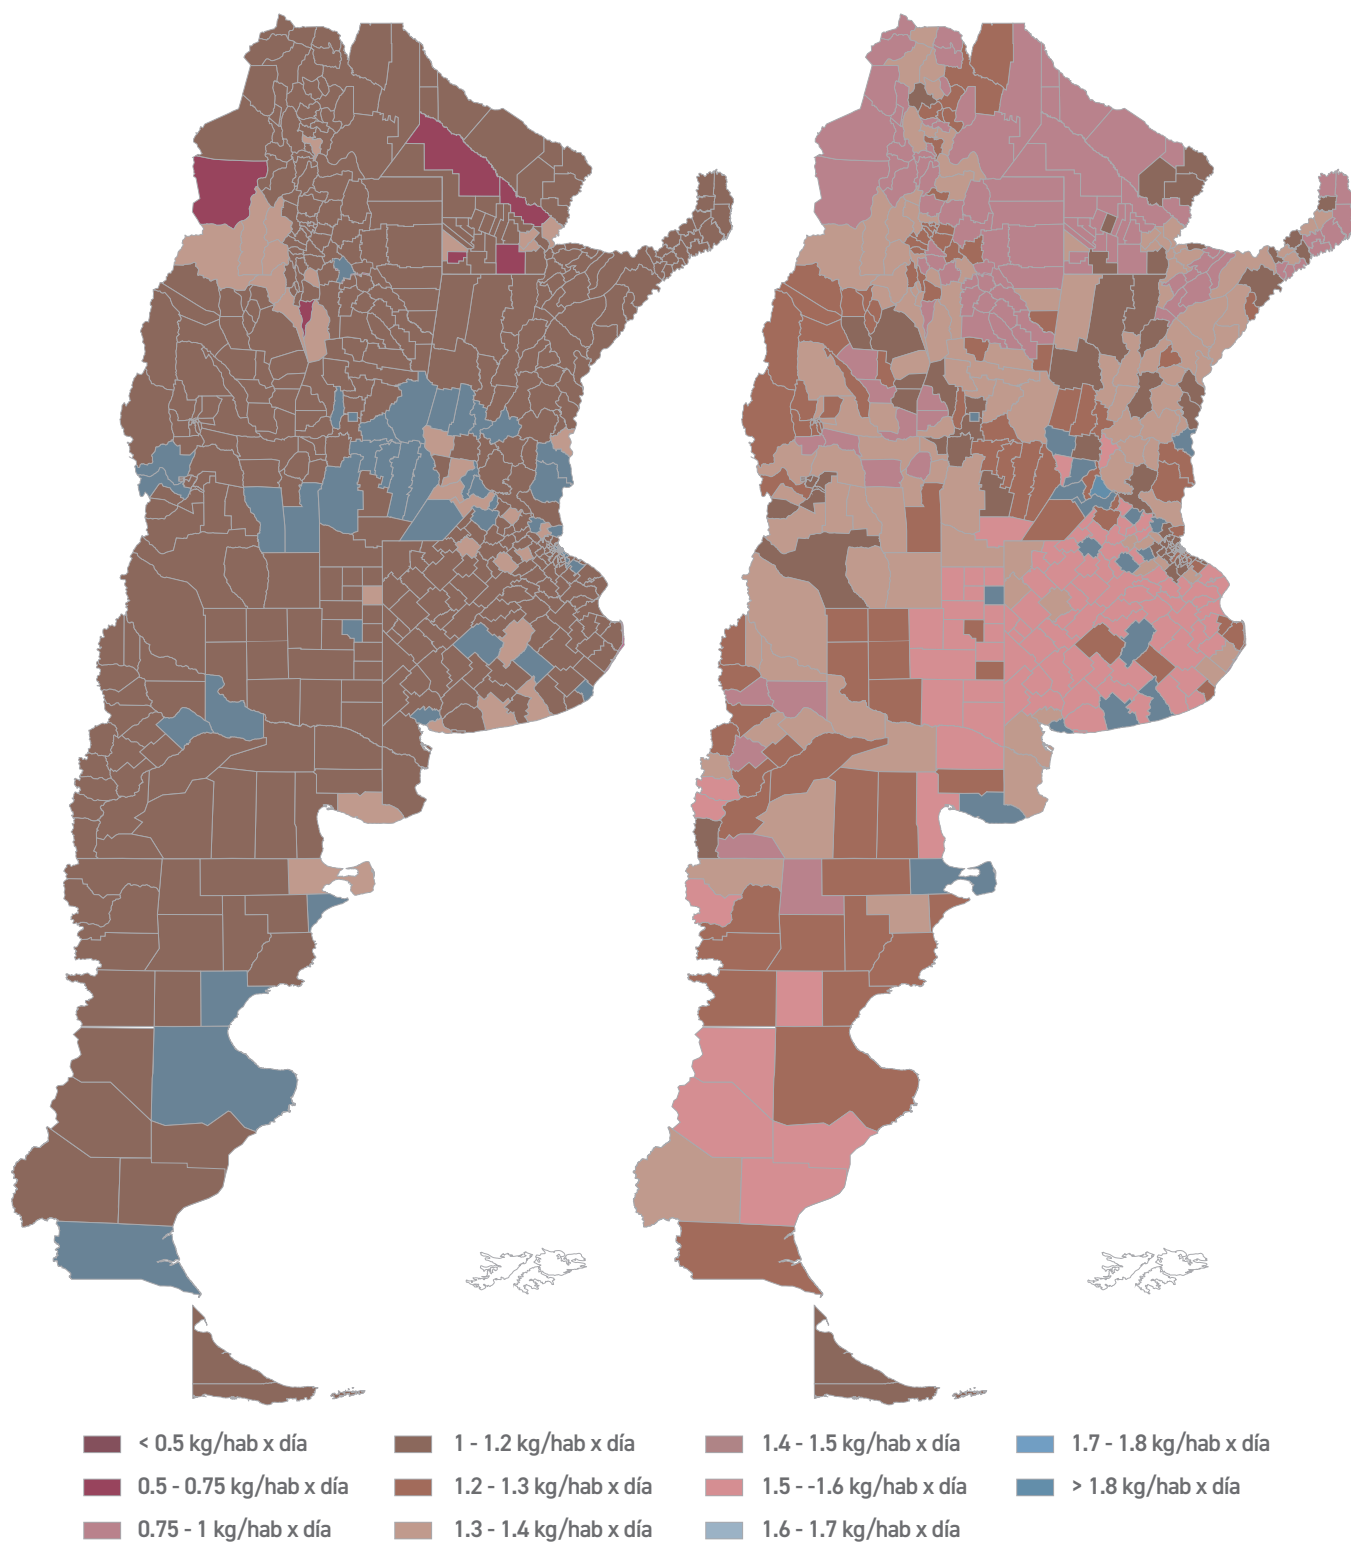 < 0.5 kg/hab x día
0.5 - 0.75 kg/hab x día
0.75 - 1 kg/hab x día
1 - 1.2 kg/hab x día
1.2 - 1.3 kg/hab x día
1.3 - 1.4 kg/hab x día
1.4 - 1.5 kg/hab x día
1.5 - -1.6 kg/hab x día
1.6 - 1.7 kg/hab x día
1.7 - 1.8 kg/hab x día
> 1.8 kg/hab x día